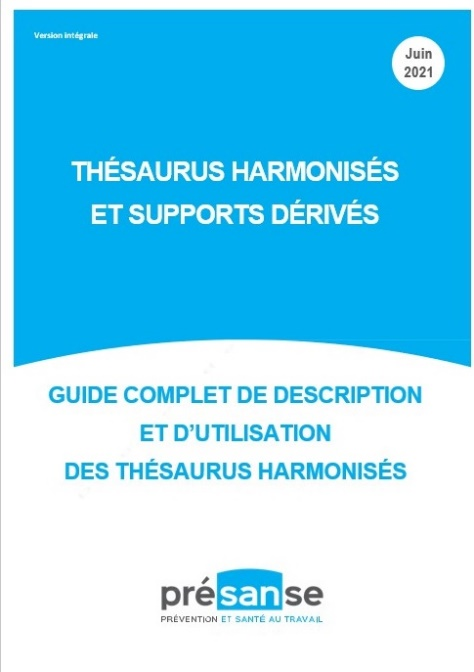 Version intégrale
Juin
2021
THÉSAURUS HARMONISÉS
ET SUPPORTS DÉRIVÉS
GUIDE COMPLET DE DESCRIPTION
ET D’UTILISATION
DES THÉSAURUS HARMONISÉS
présanse
PRÉVENTION ET SANTÉ AU TRAVAIL